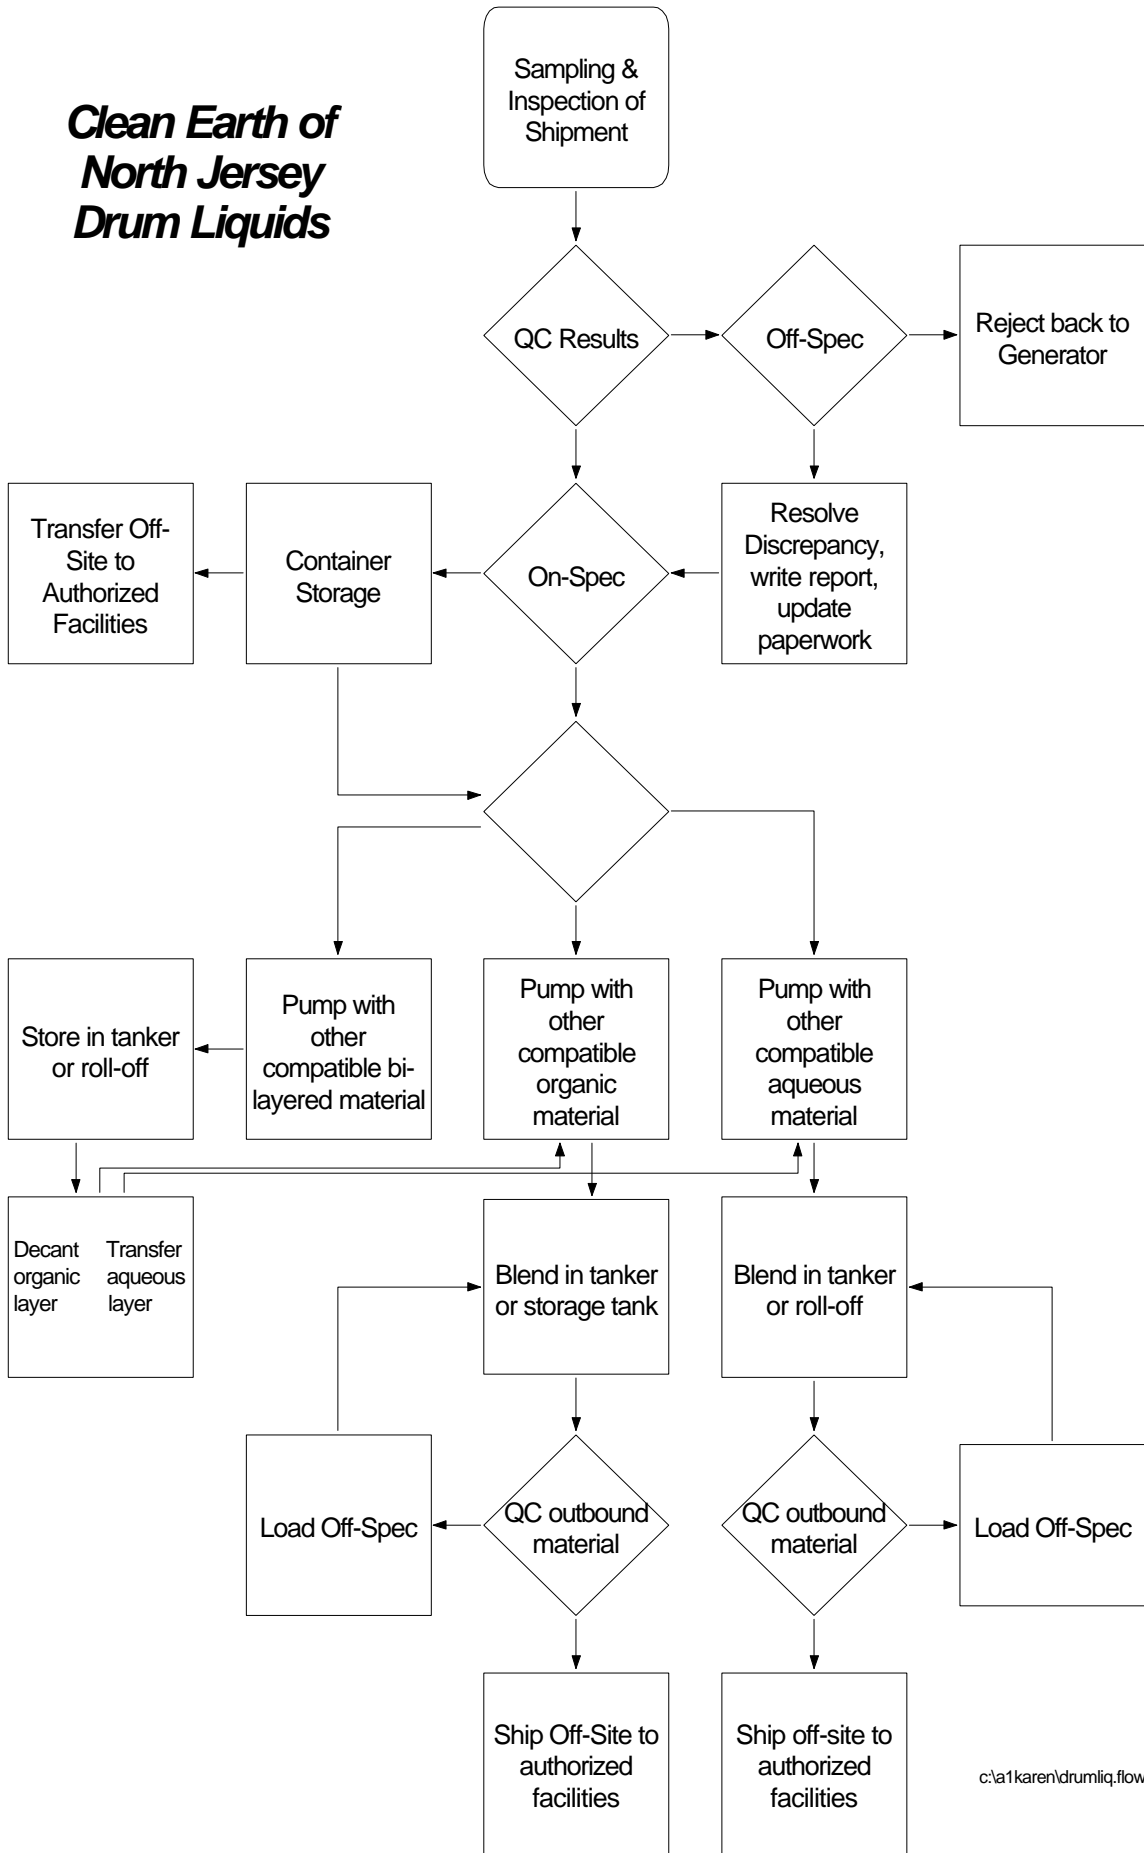 Clean Earth of
North Jersey
Drum Liquids
Sampling &
Inspection of
Shipment
QC Results
Off-Spec
Reject back to
Generator
Transfer Off-
Site to
Authorized
Facilities
Container
Storage
On-Spec
Resolve
Discrepancy,
write report,
update
paperwork
Store in tanker
or roll-off
Pump with
other
compatible bi-
layered material
Pump with
other
compatible
organic
material
Pump with
other
compatible
aqueous
material
Decant
organic
layer
Transfer
aqueous
layer
Blend in tanker
or storage tank
Blend in tanker
or roll-off
Load Off-Spec
QC outbound
material
QC outbound
material
Load Off-Spec
Ship Off-Site to
authorized
facilities
Ship off-site to
authorized
facilities
c:\a1karen\drumliq.flow